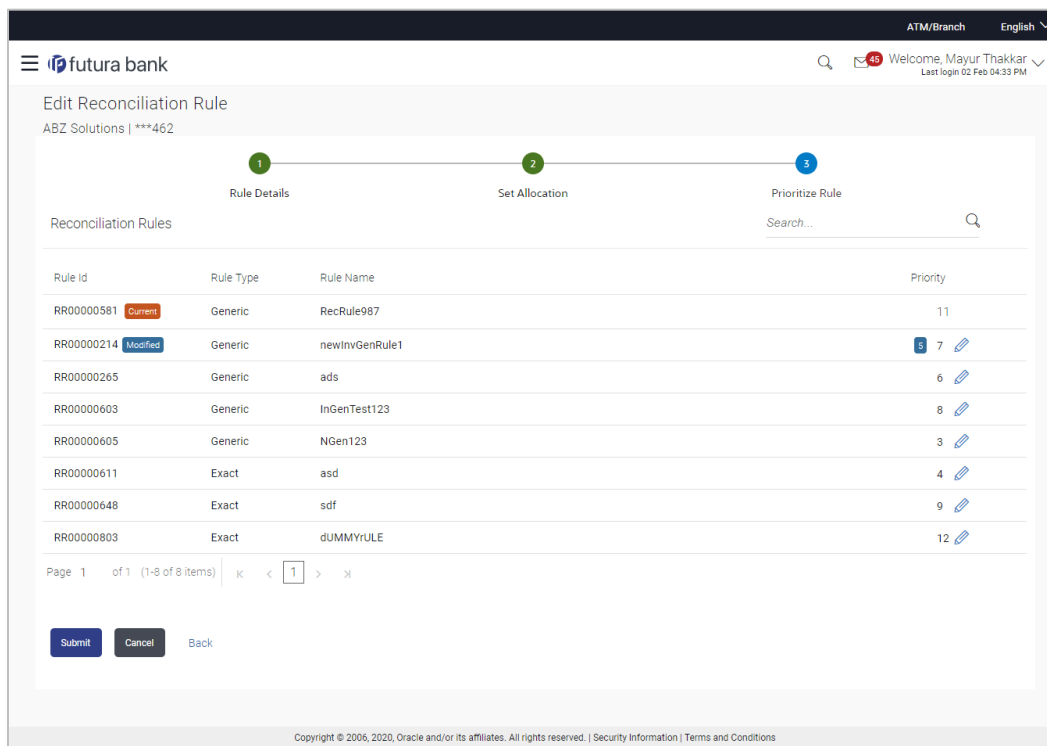 ATM/Branch English
futura bank 45 Welcome, Mayur Thakkar
Last login 02 Feb 04:33 PM
Edit Reconciliation Rule
ABZ Solutions | ***462
1 2 3
Rule Details Set Allocation Prioritize Rule
Reconciliation Rules Search...
Rule Id Rule Type Rule Name Priority
RR00000581 Current Generic RecRule987 11
RR00000214 Modified Generic newInvGenRule1 5 7
RR00000265 Generic ads 6
RR00000603 Generic InGenTest123 8
RR00000605 Generic NGen123 3
RR00000611 Exact asd 4
RR00000648 Exact sdf 9
RR00000803 Exact dUMMYrULE 12
Page 1 of 1 (1-8 of 8 items) 1
Submit Cancel Back
Copyright © 2006, 2020, Oracle and/or its affiliates. All rights reserved. | Security Information | Terms and Conditions